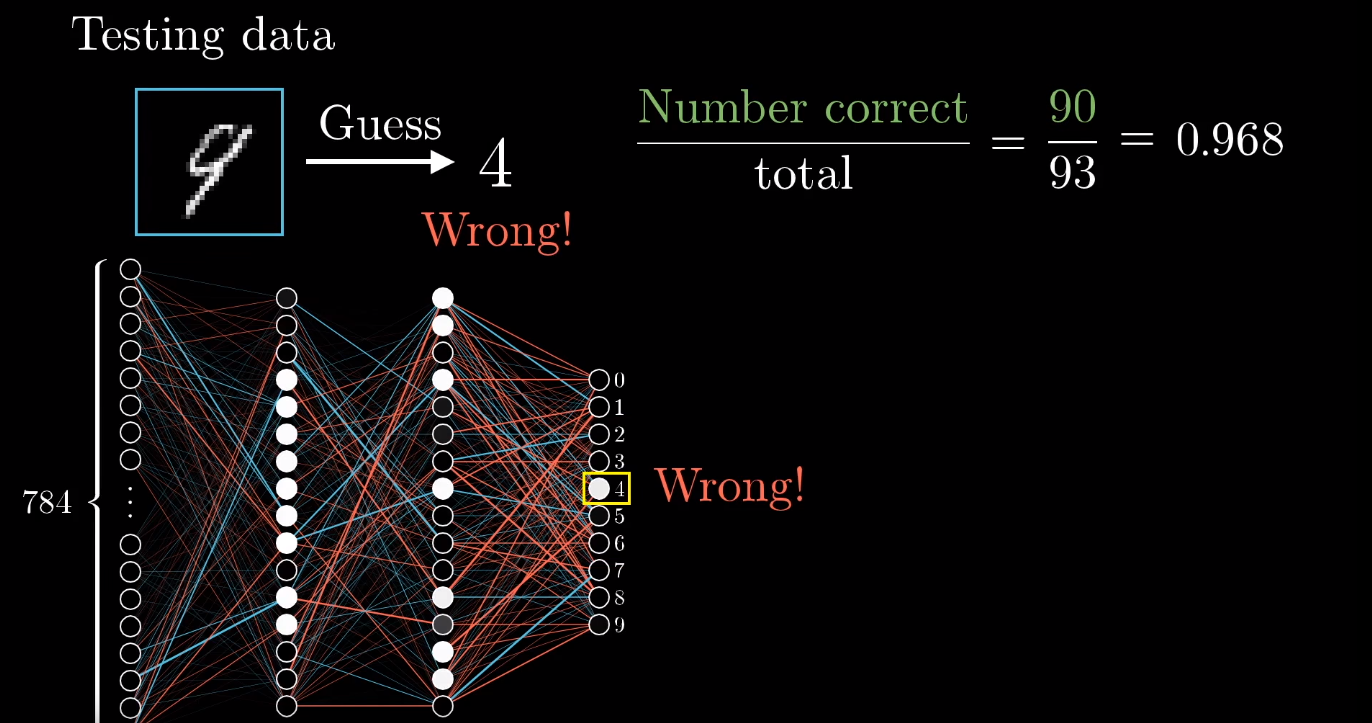 Testing data
Guess
4
Wrong!
Number correct
total
=
90
93
= 0.968
784
0
1
2
3
4
Wrong!
5
6
7
8
9